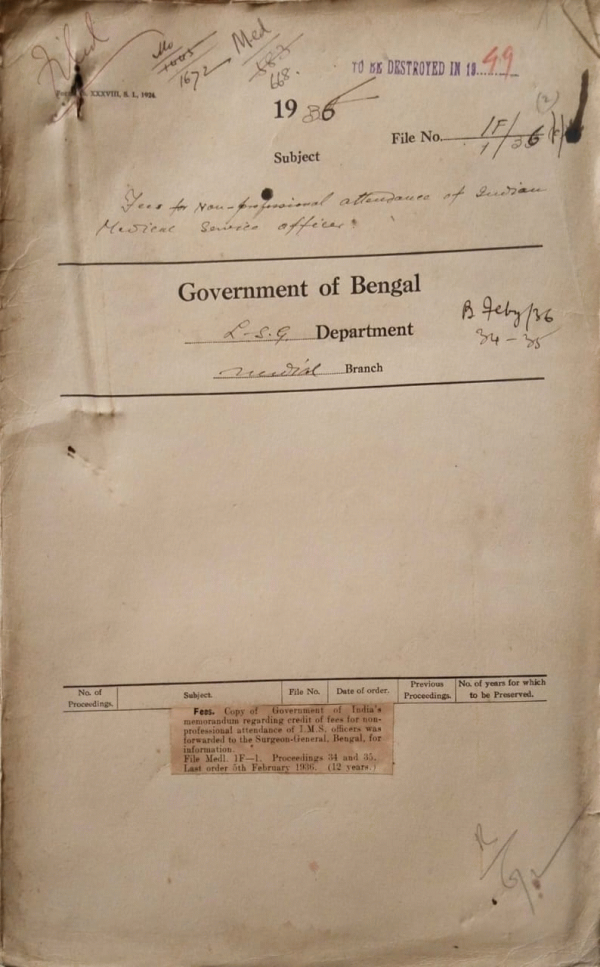 Filed
Med
1672
668.
TO BE DESTROYED IN 19 49
XXXVIII, S. I., 1926.
1936
File No. 1F/1/36
(2)
Subject
Fees for Non-professional attendance of Indian
Medical Service officers
Government of Bengal
L-S.G. Department
B. Feby/36
34-35
Medical Branch
No. of Proceedings.
Subject.
File No.
Date of order.
Previous Proceedings.
No. of years for which to be Preserved.
Fees. Copy of Government of India's
memorandum regarding credit of fees for non-
professional attendance of I.M.S. officers was
forwarded to the Surgeon-General, Bengal, for
information.
File Medl. 1F—1. Proceedings 34 and 35.
Last order 5th February 1936. (12 years.)